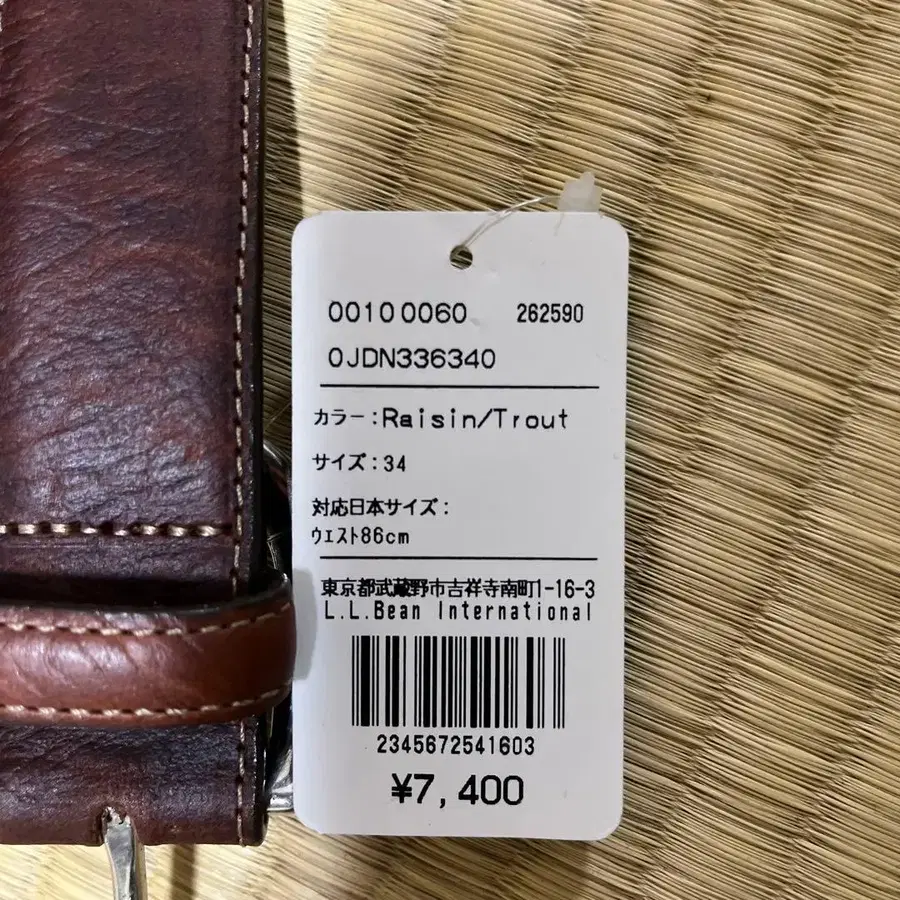 00100060 262590
0JDN336340
カラー:Raisin/Trout
サイズ:34
対応日本サイズ:
ウエスト86cm
東京都武蔵野市吉祥寺南町1-16-3
L.L.Bean International
2345672541603
¥7,400